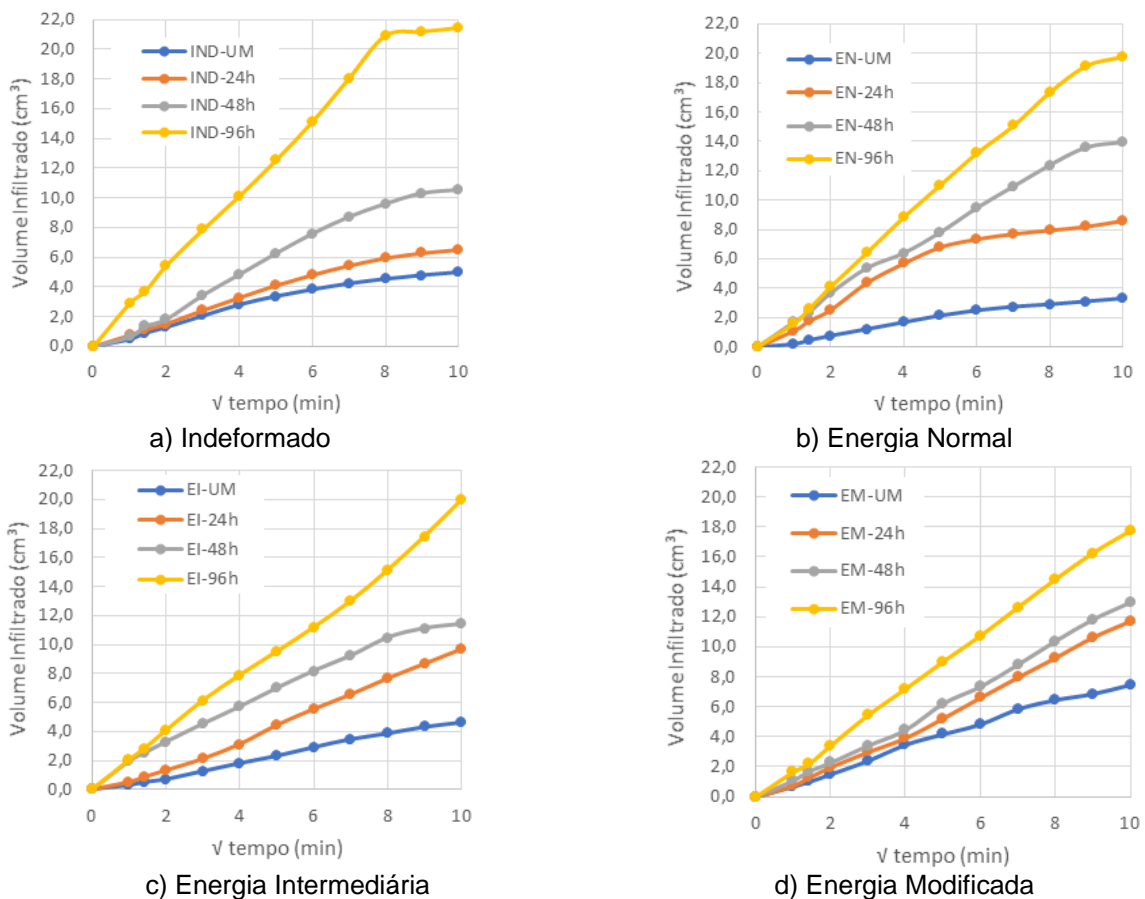 22,0
20,0
18,0
16,0
14,0
12,0
10,0
8,0
6,0
4,0
2,0
0,0
Volume Infiltrado (cm³)
IND-UM
IND-24h
IND-48h
IND-96h
0 2 4 6 8 10
√ tempo (min)
a) Indeformado
22,0
20,0
18,0
16,0
14,0
12,0
10,0
8,0
6,0
4,0
2,0
0,0
Volume Infiltrado (cm³)
EN-UM
EN-24h
EN-48h
EN-96h
0 2 4 6 8 10
√ tempo (min)
b) Energia Normal
22,0
20,0
18,0
16,0
14,0
12,0
10,0
8,0
6,0
4,0
2,0
0,0
Volume Infiltrado (cm³)
EI-UM
EI-24h
EI-48h
EI-96h
0 2 4 6 8 10
√ tempo (min)
c) Energia Intermediária
22,0
20,0
18,0
16,0
14,0
12,0
10,0
8,0
6,0
4,0
2,0
0,0
Volume Infiltrado (cm³)
EM-UM
EM-24h
EM-48h
EM-96h
0 2 4 6 8 10
√ tempo (min)
d) Energia Modificada